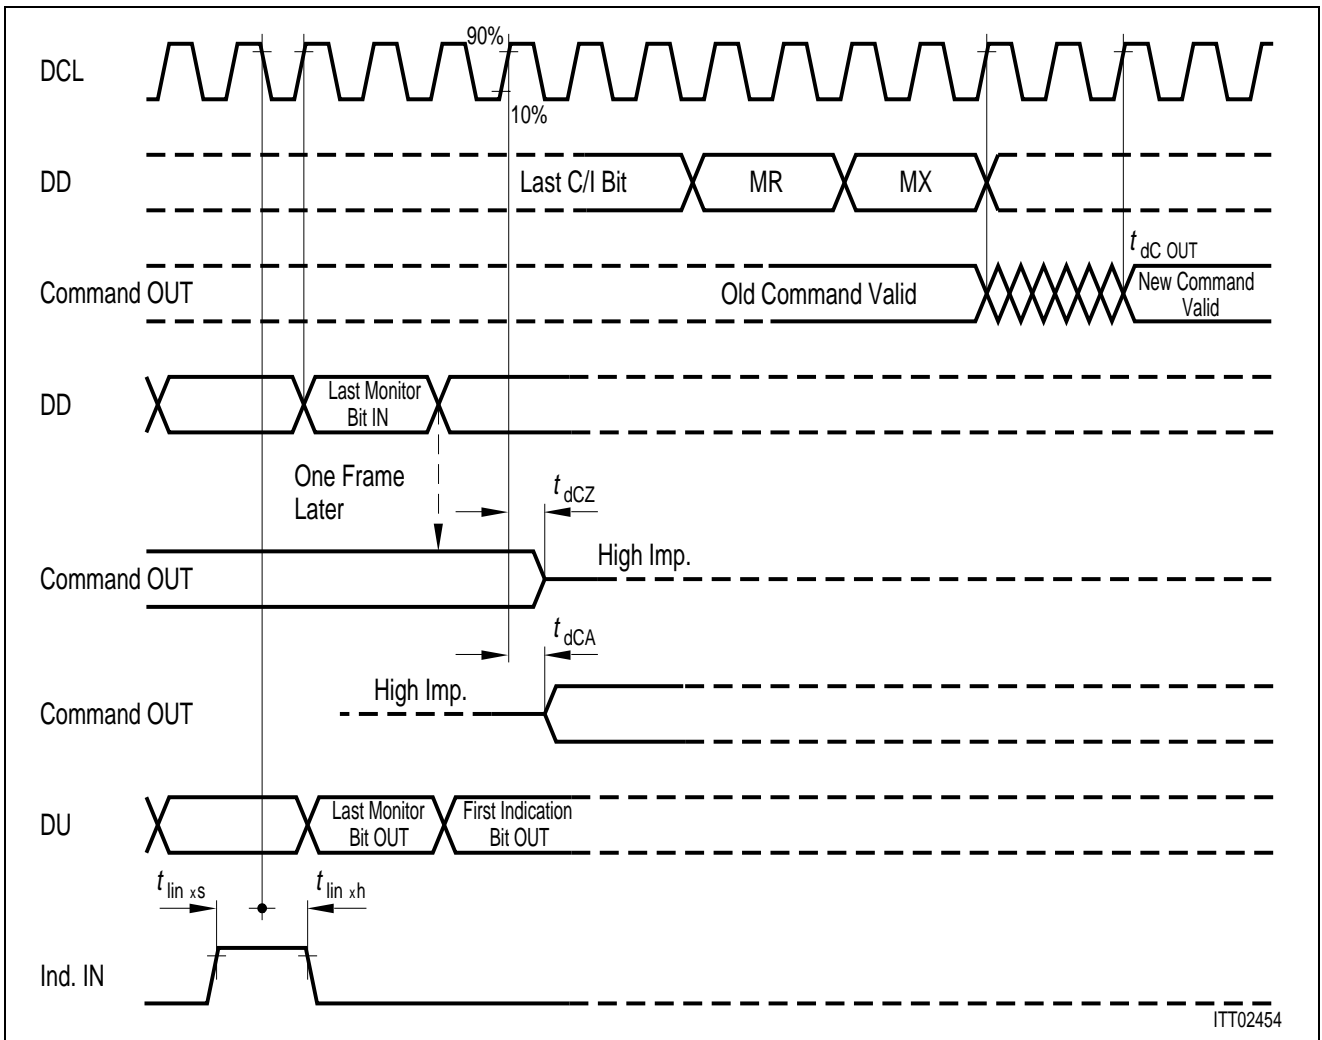 90%
DCL
10%
DD
Last C/I Bit
MR
MX
t dC OUT
Command OUT
Old Command Valid
New Command
Valid
DD
Last Monitor
Bit IN
One Frame
Later
t dCZ
High Imp.
Command OUT
t dCA
High Imp.
Command OUT
DU
Last Monitor
Bit OUT
First Indication
Bit OUT
t lin xs
t lin xh
Ind. IN
ITT02454